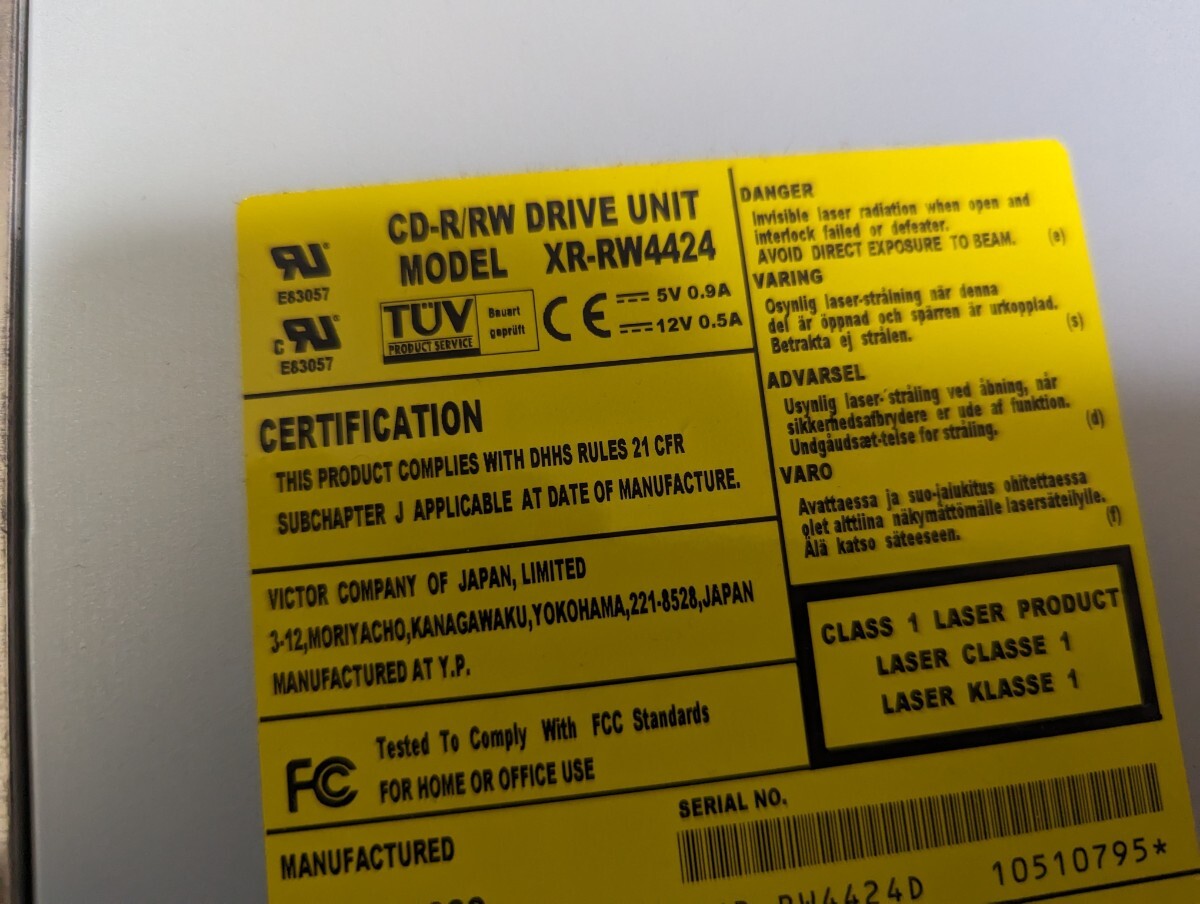 CD-R/RW DRIVE UNIT
MODEL XR-RW4424
E83057
c
E83057
TÜV
PRODUCT SERVICE
Bauart
geprüft
CE
5V 0.9A
12V 0.5A
CERTIFICATION
THIS PRODUCT COMPLIES WITH DHHS RULES 21 CFR
SUBCHAPTER J APPLICABLE AT DATE OF MANUFACTURE.
VICTOR COMPANY OF JAPAN, LIMITED
3-12,MORIYACHO,KANAGAWAKU,YOKOHAMA,221-8528,JAPAN
MANUFACTURED AT Y.P.
FC
Tested To Comply With FCC Standards
FOR HOME OR OFFICE USE
MANUFACTURED
DANGER
Invisible laser radiation when open and
interlock failed or defeater.
AVOID DIRECT EXPOSURE TO BEAM. (e)
VARING
Osynlig laser-strålning när denna
del är öppnad och spärren är urkopplad.
Betrakta ej strålen. (s)
ADVARSEL
Usynlig laser-stråling ved åbning, når
sikkerhedsafbrydere er ude af funktion.
Undgåudsæt-telse for stråling. (d)
VARO
Avattaessa ja suo-jalukitus ohitettaessa
olet alttiina näkymättömälle lasersäteilylle.
Älä katso säteeseen. (f)
CLASS 1 LASER PRODUCT
LASER CLASSE 1
LASER KLASSE 1
SERIAL NO.
RW4424D 10510795*